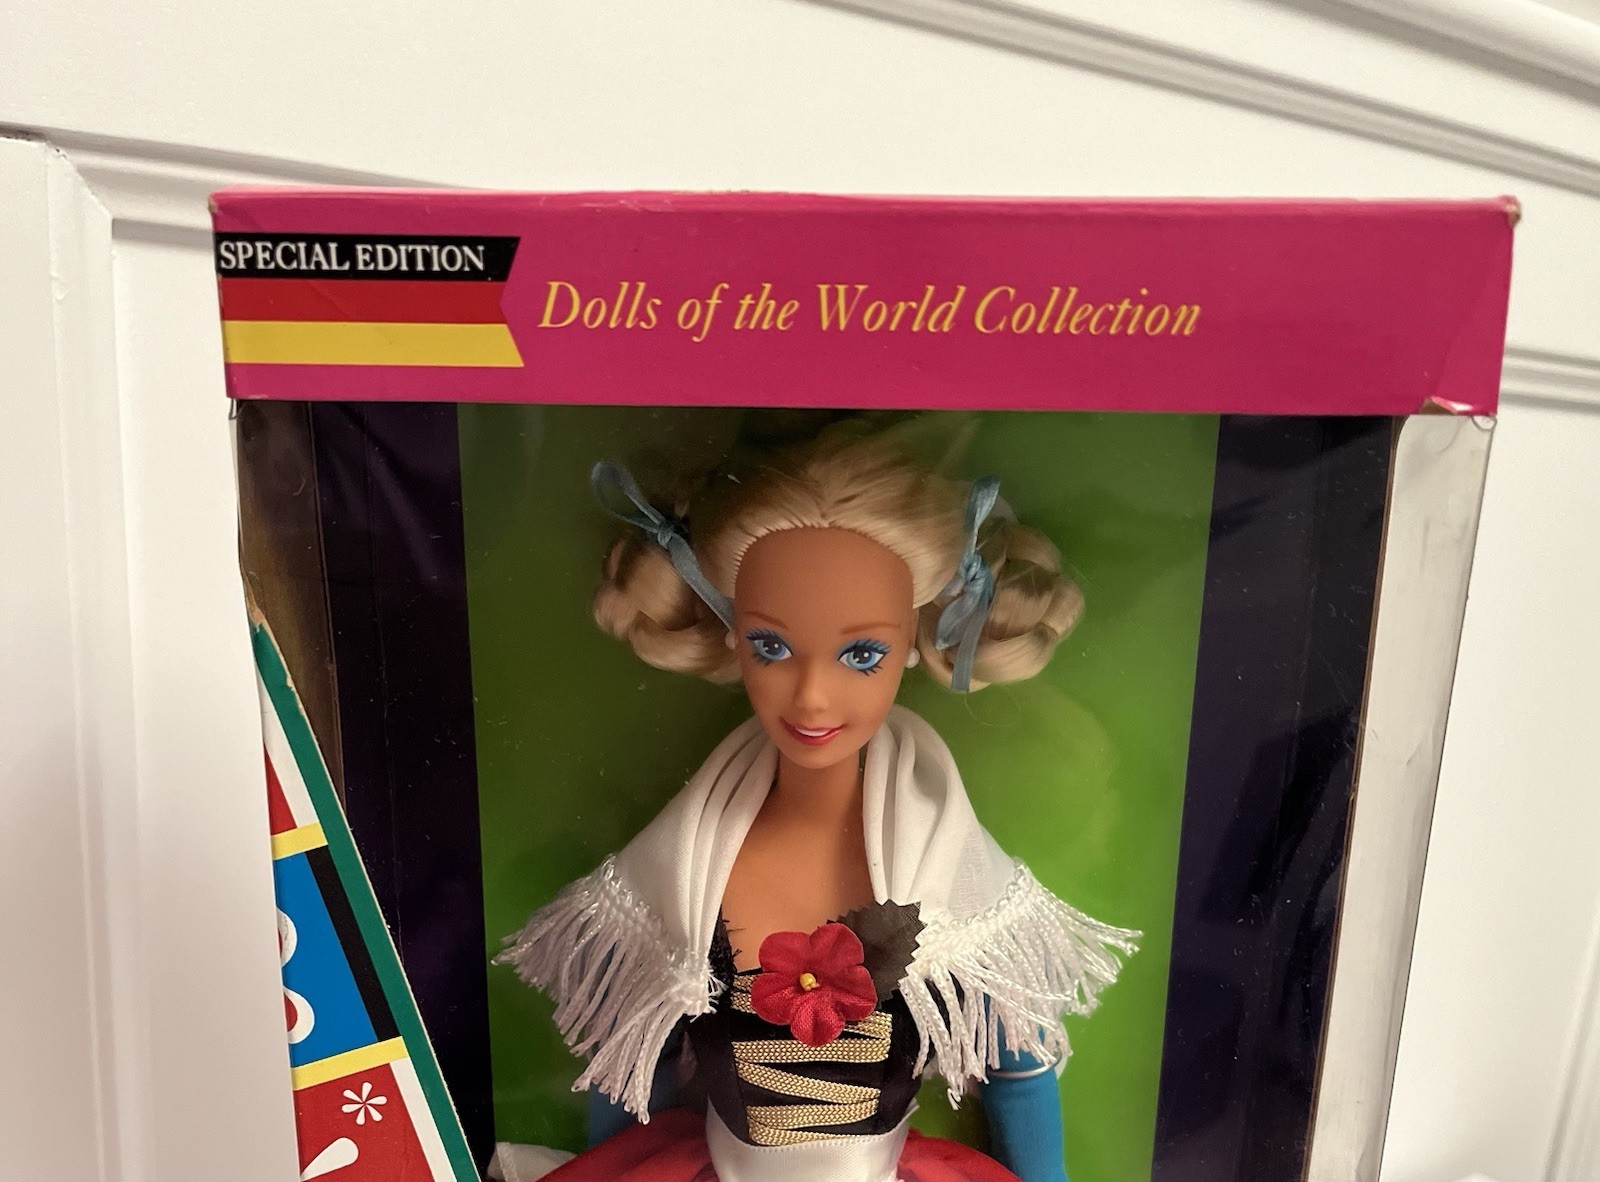 SPECIAL EDITION
Dolls of the World Collection